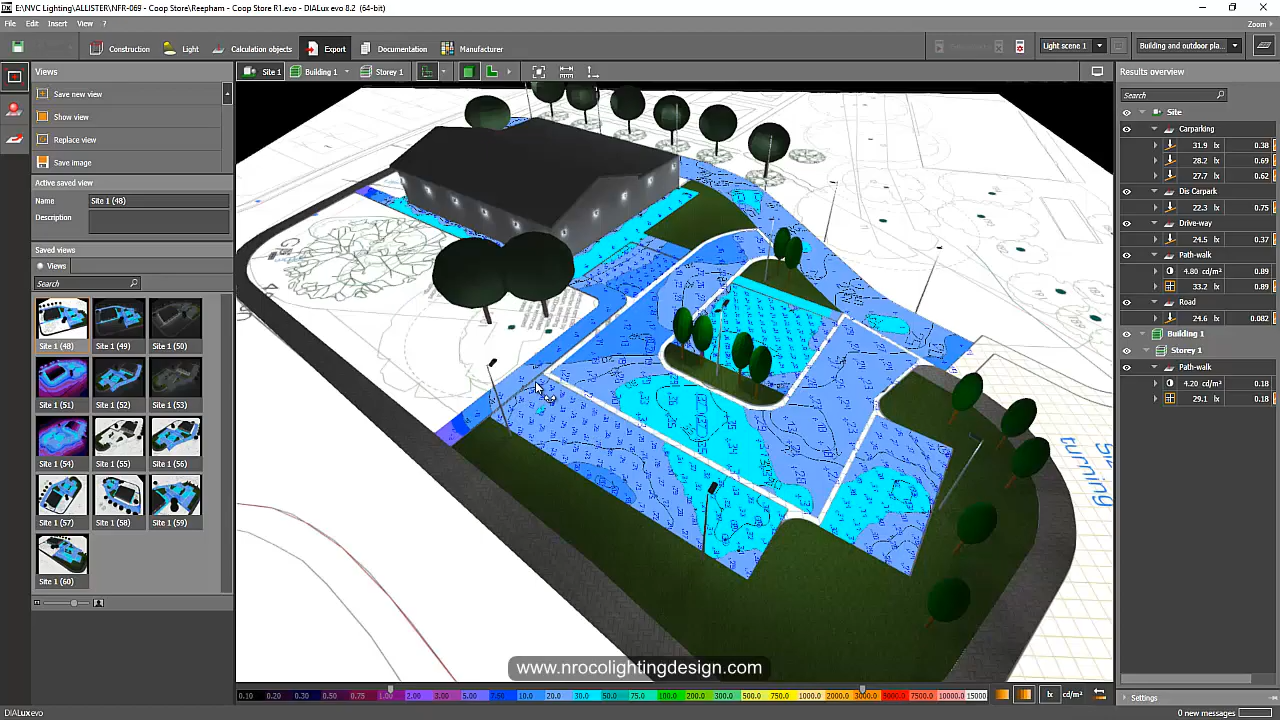 E:\NVC Lighting\ALLISTER\NFR-069 - Coop Store\Reepham - Coop Store R1.evo - DIALux evo 8.2 (64-bit)
File Edit Insert View ? Zoom
Construction Light Calculation objects Export Documentation Manufacturer Light scene 1 Building and outdoor pla...
Views Site 1 Building 1 Storey 1 Results overview
Save new view
Show view
Replace view
Save image
Active saved view
Name Site 1 (48)
Description
Saved views
Views
Search
Site 1 (48) Site 1 (49) Site 1 (50)
Site 1 (51) Site 1 (52) Site 1 (53)
Site 1 (54) Site 1 (55) Site 1 (56)
Site 1 (57) Site 1 (58) Site 1 (59)
Site 1 (60)
turning
www.nrocolightingdesign.com
0.10 0.20 0.30 0.50 0.75 1.00 2.00 3.00 5.00 7.50 10.0 20.0 30.0 50.0 75.0 100.0 200.0 300.0 500.0 750.0 1000.0 2000.0 3000.0 5000.0 7500.0 10000.0 15000 lx cd/m²
Search
Site
Carparking
31.9 lx 0.38
28.2 lx 0.69
27.7 lx 0.62
Dis Carpark
22.3 lx 0.75
Drive-way
24.5 lx 0.37
Path-walk
4.80 cd/m² 0.89
33.2 lx 0.89
Road
24.6 lx 0.082
Building 1
Storey 1
Path-walk
4.20 cd/m² 0.18
29.1 lx 0.18
Settings
DIALuxevo 0 new messages